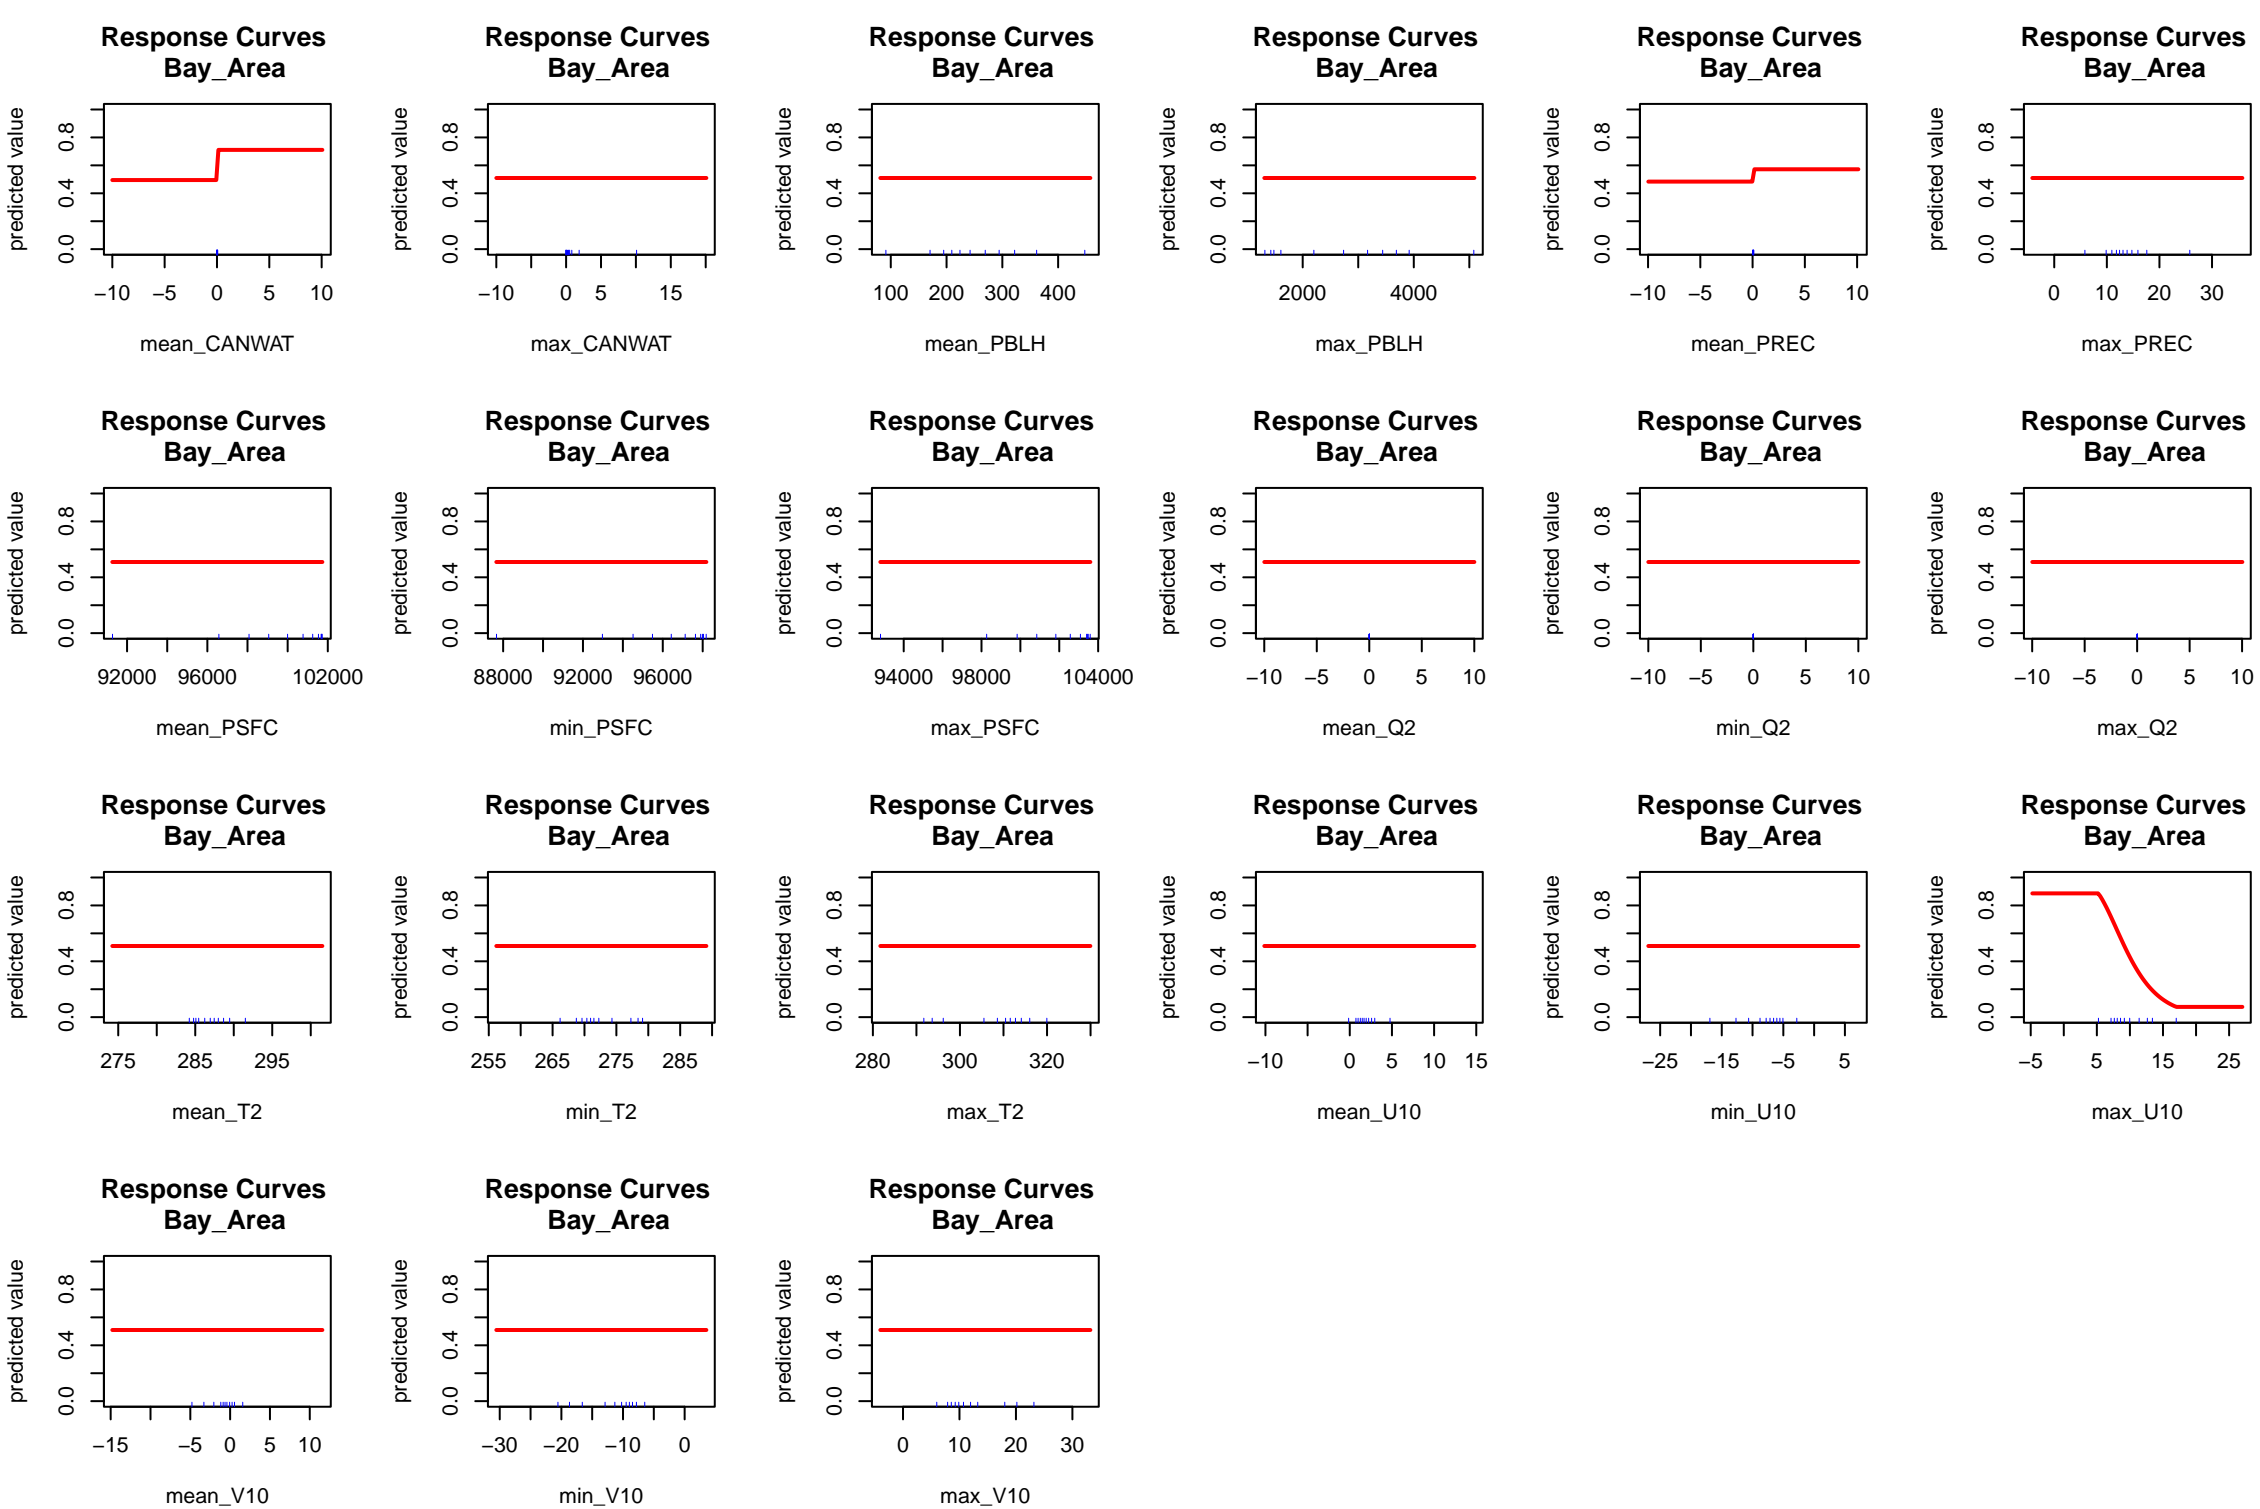 Response Curves
Bay_Area
predicted value
0.0 0.4 0.8
−10 −5 0 5 10
mean_CANWAT
Response Curves
Bay_Area
predicted value
0.0 0.4 0.8
−10 0 5 15
max_CANWAT
Response Curves
Bay_Area
predicted value
0.0 0.4 0.8
100 200 300 400
mean_PBLH
Response Curves
Bay_Area
predicted value
0.0 0.4 0.8
2000 4000
max_PBLH
Response Curves
Bay_Area
predicted value
0.0 0.4 0.8
−10 −5 0 5 10
mean_PREC
Response Curves
Bay_Area
predicted value
0.0 0.4 0.8
0 10 20 30
max_PREC
Response Curves
Bay_Area
predicted value
0.0 0.4 0.8
92000 96000 102000
mean_PSFC
Response Curves
Bay_Area
predicted value
0.0 0.4 0.8
88000 92000 96000
min_PSFC
Response Curves
Bay_Area
predicted value
0.0 0.4 0.8
94000 98000 104000
max_PSFC
Response Curves
Bay_Area
predicted value
0.0 0.4 0.8
−10 −5 0 5 10
mean_Q2
Response Curves
Bay_Area
predicted value
0.0 0.4 0.8
−10 −5 0 5 10
min_Q2
Response Curves
Bay_Area
predicted value
0.0 0.4 0.8
−10 −5 0 5 10
max_Q2
Response Curves
Bay_Area
predicted value
0.0 0.4 0.8
275 285 295
mean_T2
Response Curves
Bay_Area
predicted value
0.0 0.4 0.8
255 265 275 285
min_T2
Response Curves
Bay_Area
predicted value
0.0 0.4 0.8
280 300 320
max_T2
Response Curves
Bay_Area
predicted value
0.0 0.4 0.8
−10 0 5 10 15
mean_U10
Response Curves
Bay_Area
predicted value
0.0 0.4 0.8
−25 −15 −5 5
min_U10
Response Curves
Bay_Area
predicted value
0.0 0.4 0.8
−5 5 15 25
max_U10
Response Curves
Bay_Area
predicted value
0.0 0.4 0.8
−15 −5 0 5 10
mean_V10
Response Curves
Bay_Area
predicted value
0.0 0.4 0.8
−30 −20 −10 0
min_V10
Response Curves
Bay_Area
predicted value
0.0 0.4 0.8
0 10 20 30
max_V10